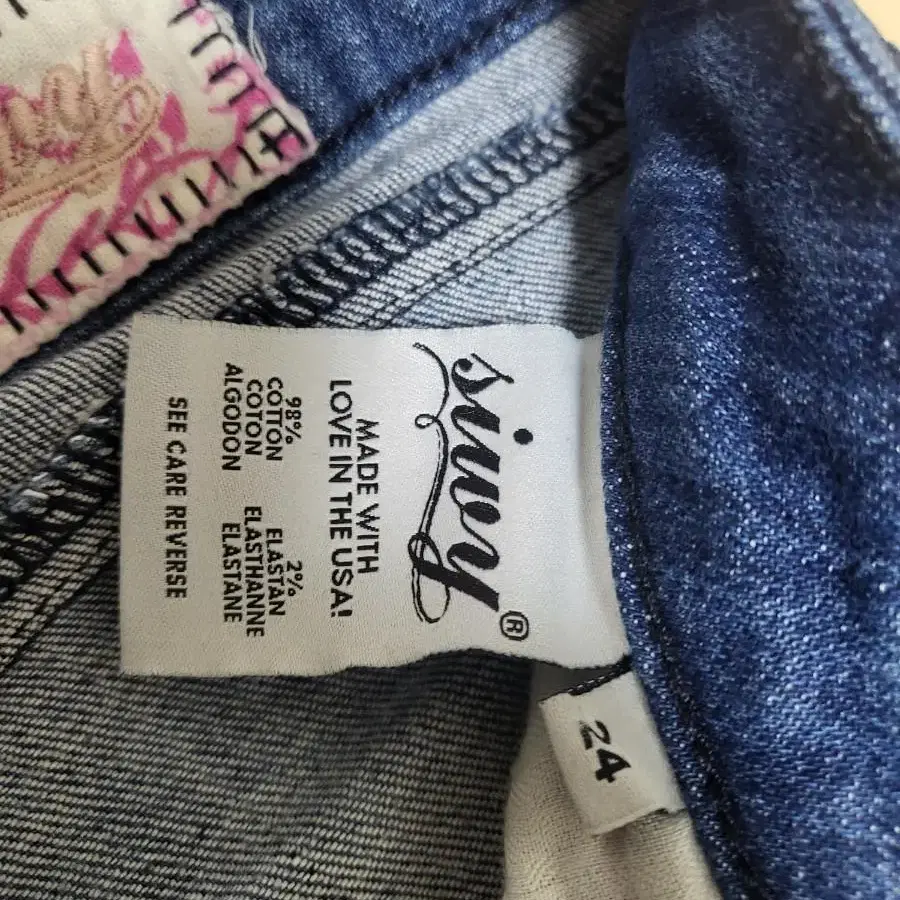 siwy®
MADE WITH
LOVE IN THE USA!
98%
COTTON
COTON
ALGODON
2%
ELASTAN
ELASTHANNE
ELASTANE
SEE CARE REVERSE
24